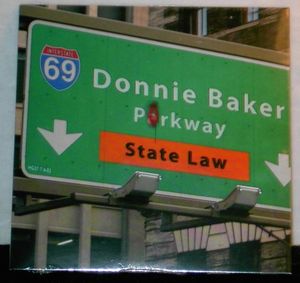 INTERSTATE
69
Donnie Baker
Parkway
State Law